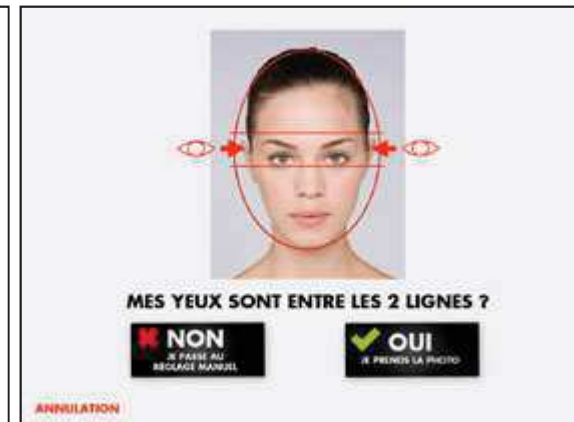 MES YEUX SONT ENTRE LES 2 LIGNES ?
NON
JE PASSE AU
RÉGLAGE MANUEL
OUI
JE PRENDS LA PHOTO
ANNULATION